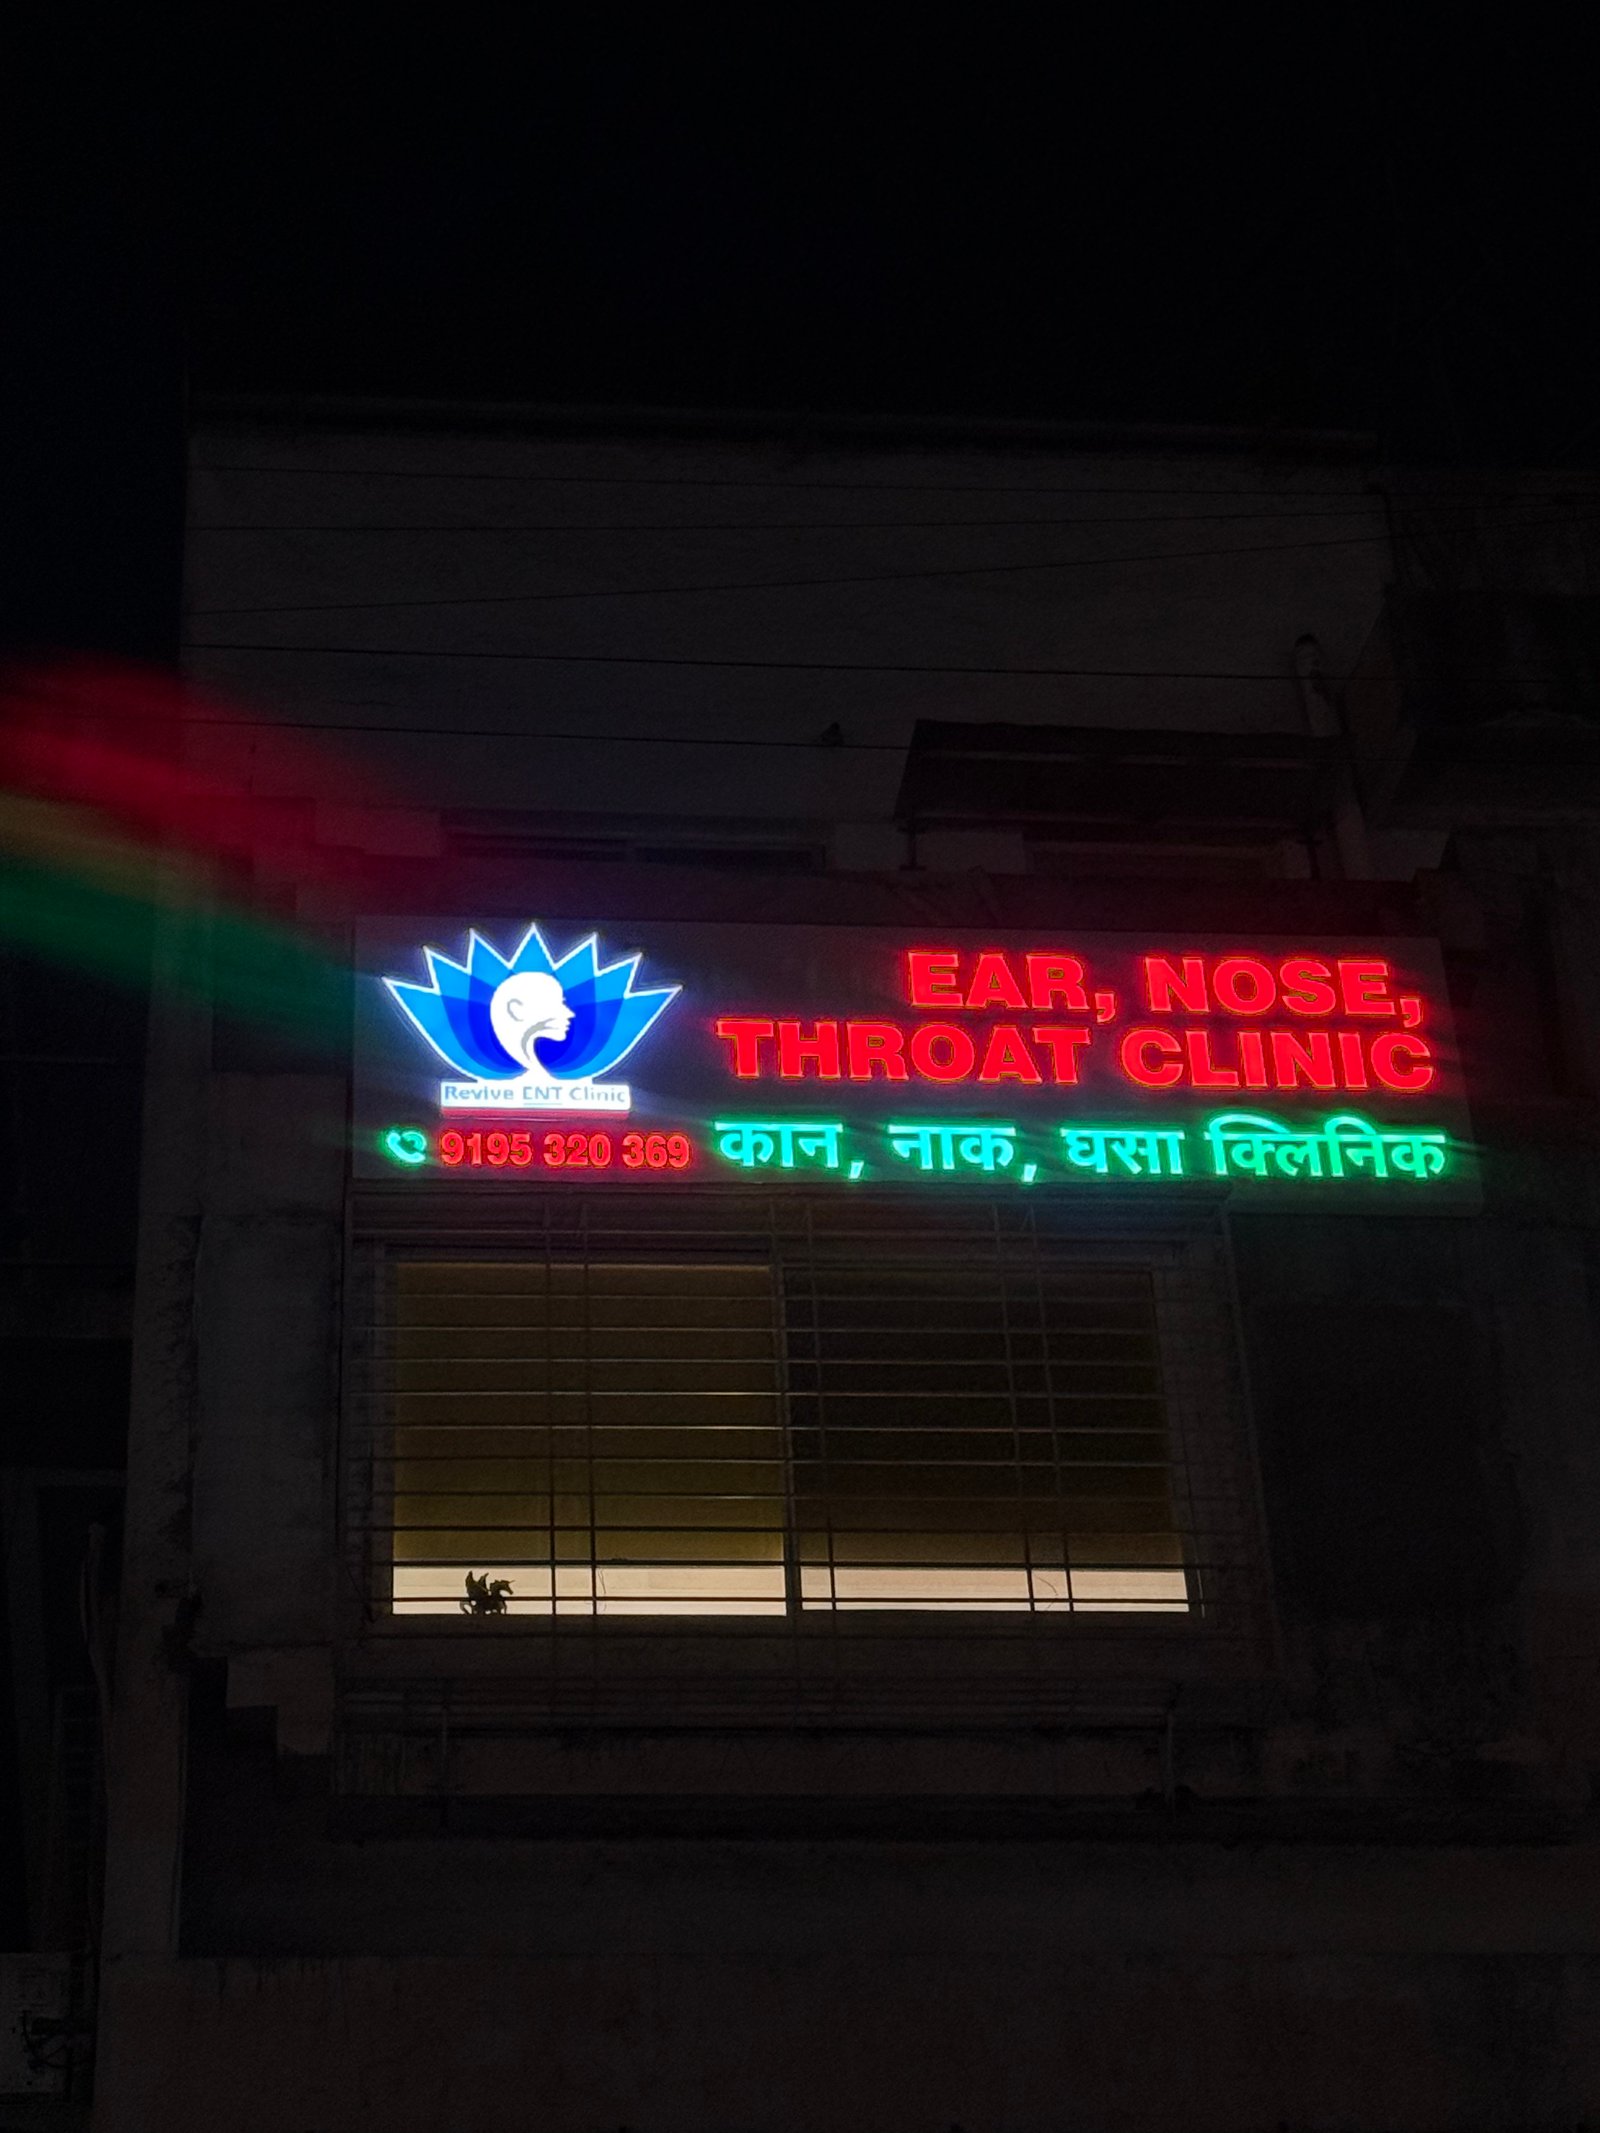 Revive ENT Clinic
9195 320 369
EAR, NOSE,
THROAT CLINIC
कान, नाक, घसा क्लिनिक